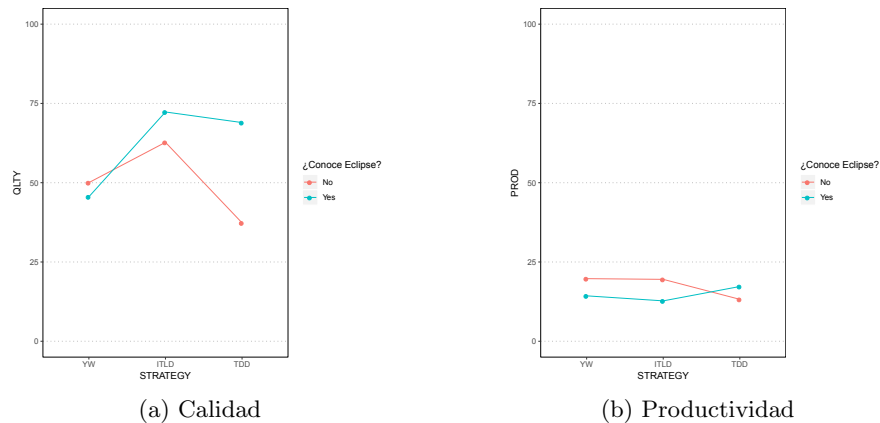 100
75
50
25
0
QLTY
YW ITLD TDD
STRATEGY
¿Conoce Eclipse?
No
Yes
(a) Calidad
100
75
50
25
0
PROD
YW ITLD TDD
STRATEGY
¿Conoce Eclipse?
No
Yes
(b) Productividad